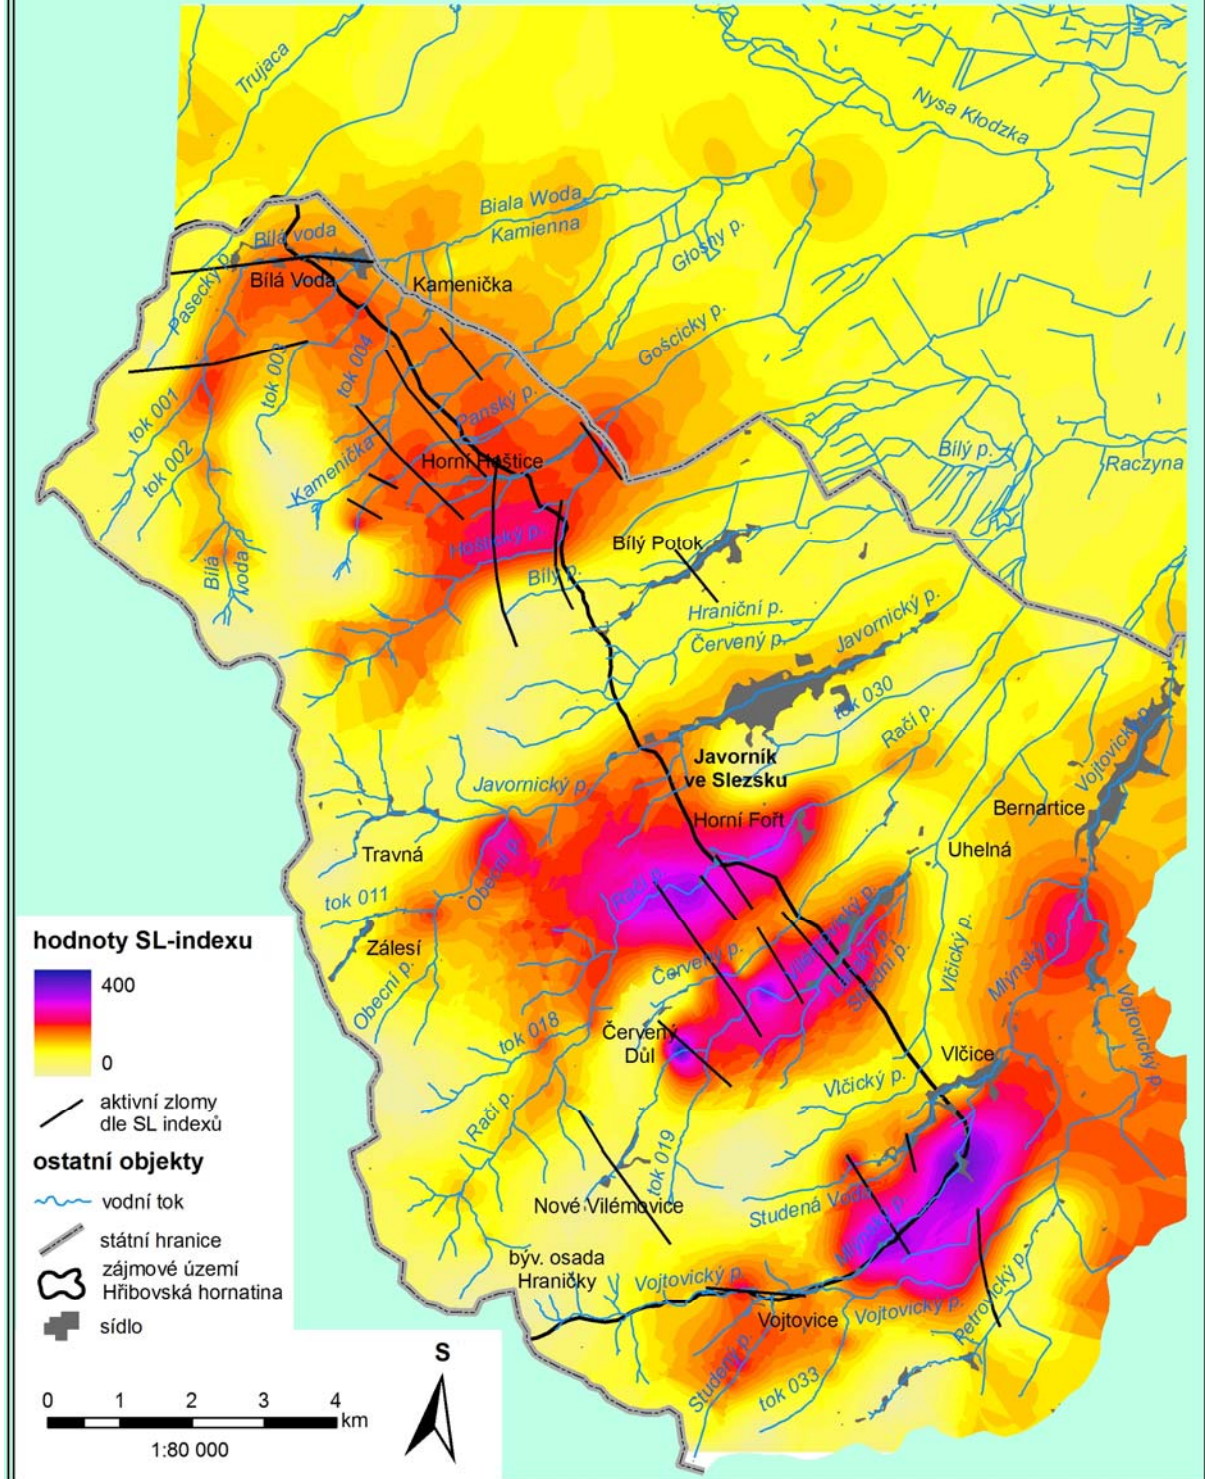 Trujaca
Nysa Kłodzka
Biala Woda
Kamienna
Głośny p.
Bílá voda
Pasecký p.
Bílá Voda
Kamenička
Gościcky p.
tok 003
tok 004
tok 001
tok 002
Panský p.
Kamenička
Horní Hoštice
Bílý p.
Raczyna
Hoštický p.
Bílý Potok
Bílá
voda
Bílý p.
Hraniční p.
Červený p.
Javornický p.
tok 030
Račí p.
Javorník
ve Slezsku
Vojtovický p.
Javornický p.
Horní Fořt
Bernartice
Travná
Obecní p.
Uhelná
tok 011
Račí p.
Zálesí
Červený p.
Vilémovický p.
Lánský p.
Střední p.
Vlčický p.
Mlýnský p.
Obecní p.
tok 018
Červený
Důl
Vlčice
Vojtovický p.
Vlčický p.
Račí p.
tok 019
Nové Vilémovice
Studená Voda
Mlýnský p.
býv. osada
Hraničky
Vojtovický p.
Vojtovický p.
Petrovický p.
Vojtovice
Studený p.
tok 033
hodnoty SL-indexu
400
0
aktivní zlomy
dle SL indexů
ostatní objekty
vodní tok
státní hranice
zájmové území
Hřibovská hornatina
sídlo
S
0 1 2 3 4
km
1:80 000